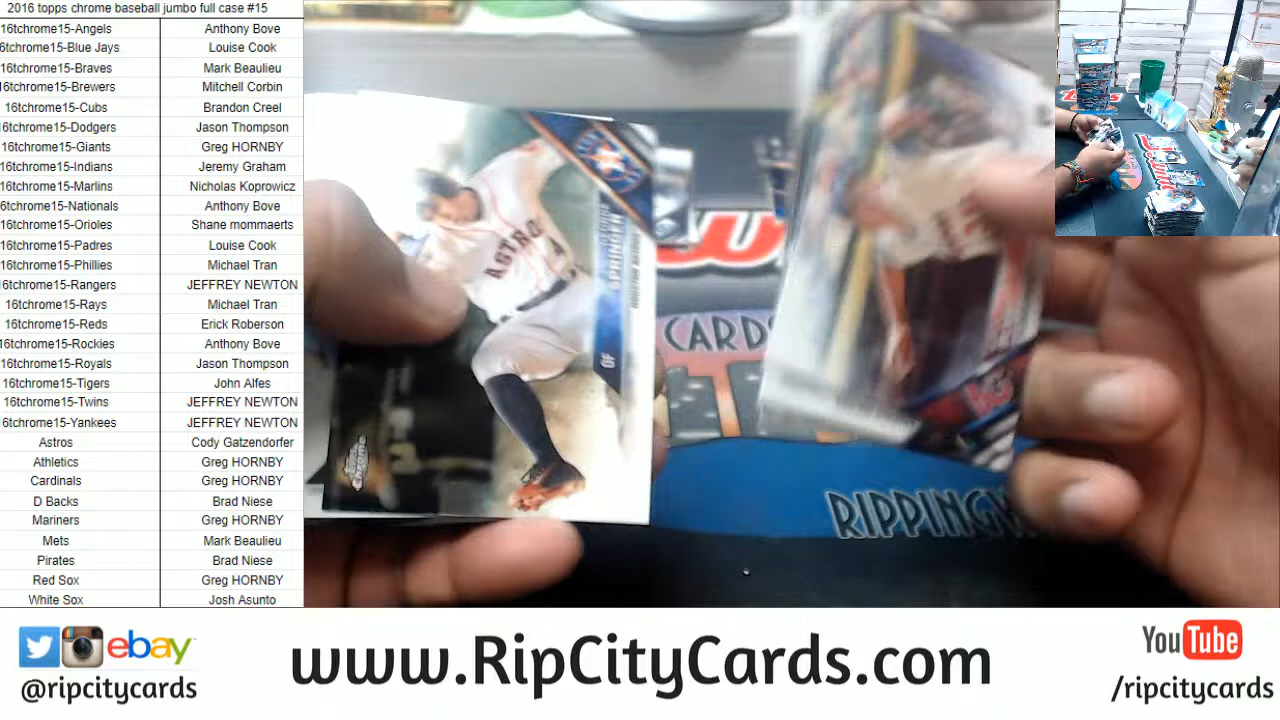 2016 topps chrome baseball jumbo full case #15
16tchrome15-Angels Anthony Bove
6tchrome15-Blue Jays Louise Cook
16tchrome15-Braves Mark Beaulieu
16tchrome15-Brewers Mitchell Corbin
16tchrome15-Cubs Brandon Creel
16tchrome15-Dodgers Jason Thompson
16tchrome15-Giants Greg HORNBY
16tchrome15-Indians Jeremy Graham
16tchrome15-Marlins Nicholas Koprowicz
16tchrome15-Nationals Anthony Bove
16tchrome15-Orioles Shane mommaerts
16tchrome15-Padres Louise Cook
16tchrome15-Phillies Michael Tran
16tchrome15-Rangers JEFFREY NEWTON
16tchrome15-Rays Michael Tran
16tchrome15-Reds Erick Roberson
16tchrome15-Rockies Anthony Bove
16tchrome15-Royals Jason Thompson
16tchrome15-Tigers John Alfes
16tchrome15-Twins JEFFREY NEWTON
6tchrome15-Yankees JEFFREY NEWTON
Astros Cody Gatzendorfer
Athletics Greg HORNBY
Cardinals Greg HORNBY
D Backs Brad Niese
Mariners Greg HORNBY
Mets Mark Beaulieu
Pirates Brad Niese
Red Sox Greg HORNBY
White Sox Josh Asunto
ASTRO
SPRINGER
OF
CARDS
RIPPING
ebay
@ripcitycards
www.RipCityCards.com
YouTube
/ripcitycards